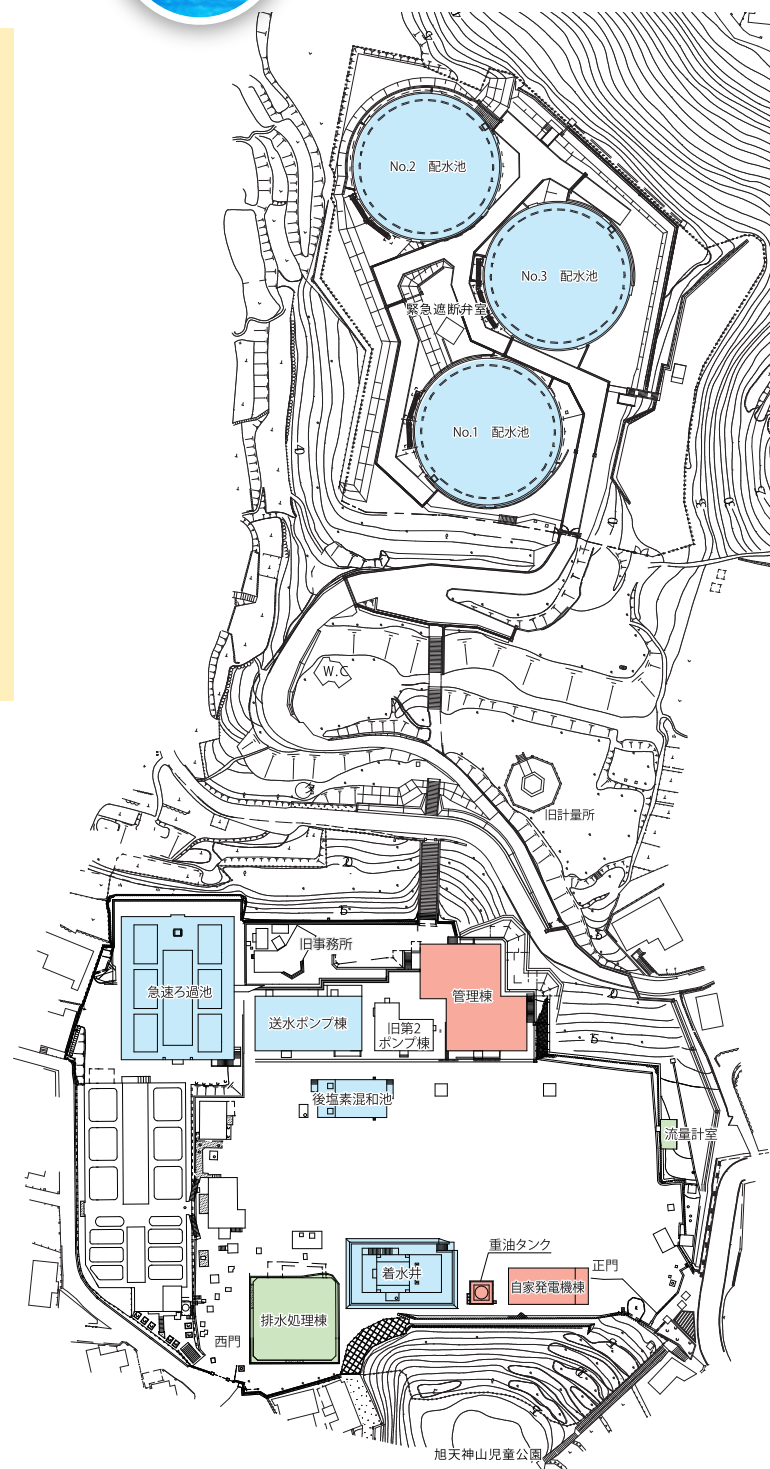 No.2　配水池
No.3　配水池
緊急遮断弁室
No.1　配水池
W.C
旧計量所
旧事務所
急速ろ過池
管理棟
送水ポンプ棟
旧第2
ポンプ棟
後塩素混和池
流量計室
重油タンク
正門
着水井
自家発電機棟
排水処理棟
西門
旭天神山児童公園